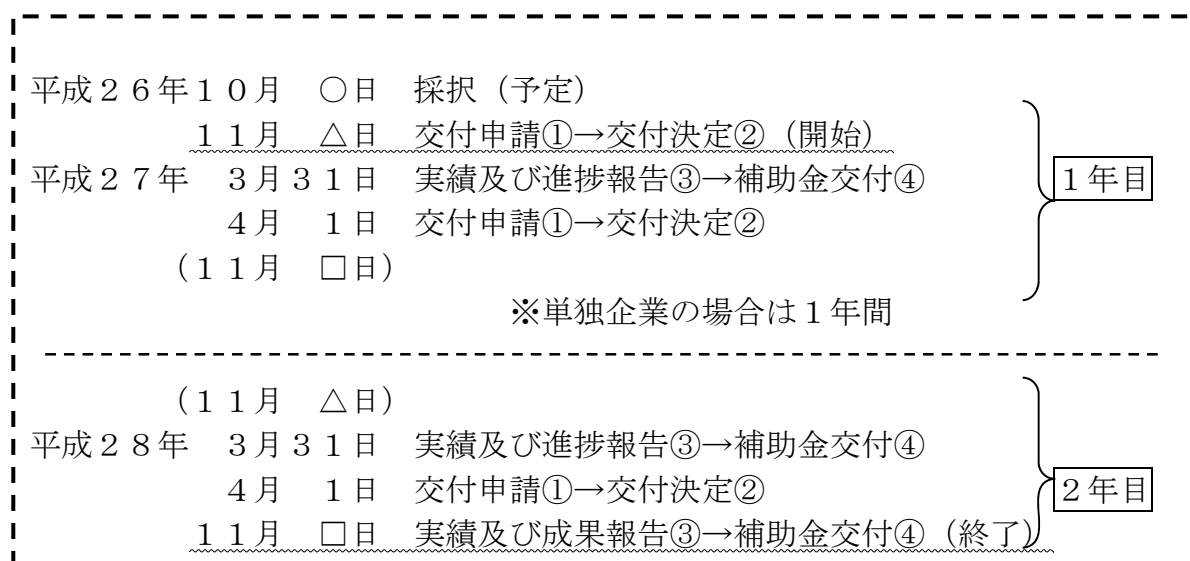 平成２６年１０月　○日　採択（予定）
１１月　△日　交付申請①→交付決定②（開始）
平成２７年　３月３１日　実績及び進捗報告③→補助金交付④
１年目
４月　１日　交付申請①→交付決定②
（１１月　□日）
※単独企業の場合は１年間
（１１月　△日）
平成２８年　３月３１日　実績及び進捗報告③→補助金交付④
４月　１日　交付申請①→交付決定②
２年目
１１月　□日　実績及び成果報告③→補助金交付④（終了）